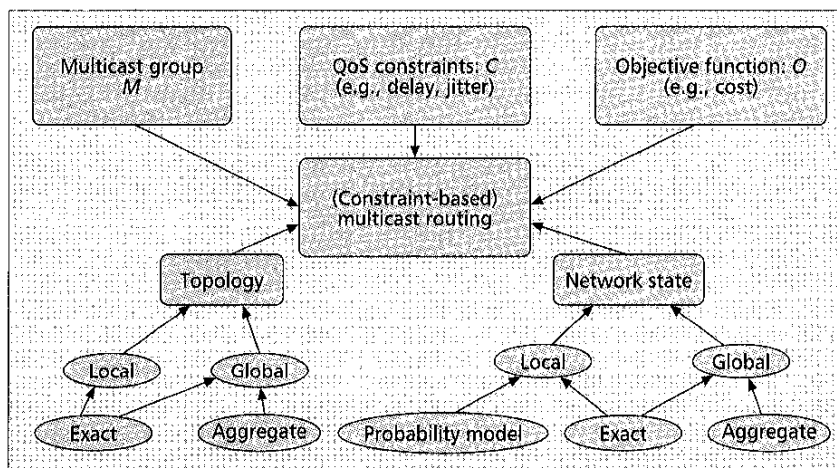 Multicast group
M
QoS constraints: C
(e.g., delay, jitter)
Objective function: O
(e.g., cost)
(Constraint-based)
multicast routing
Topology
Network state
Local
Global
Local
Global
Exact
Aggregate
Probability model
Exact
Aggregate